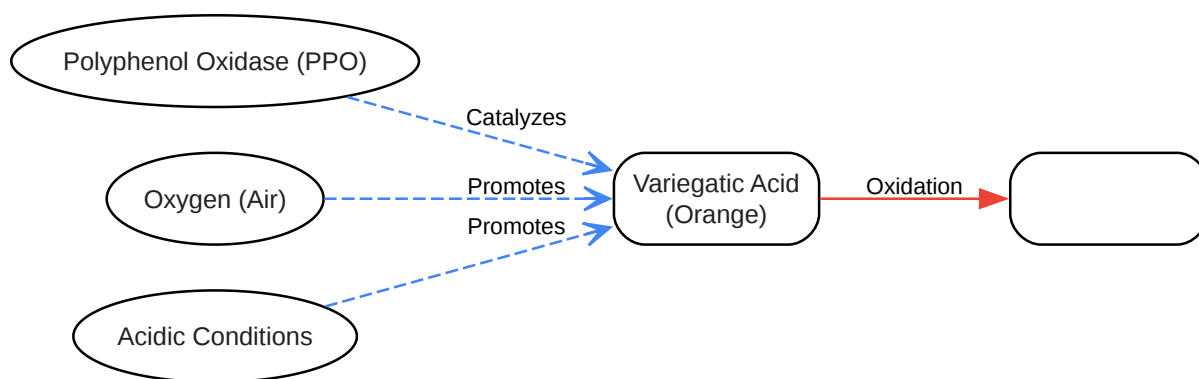 Polyphenol Oxidase (PPO)
Catalyzes
Oxygen (Air)
Promotes
Variegatic Acid
(Orange)
Oxidation
Promotes
Acidic Conditions